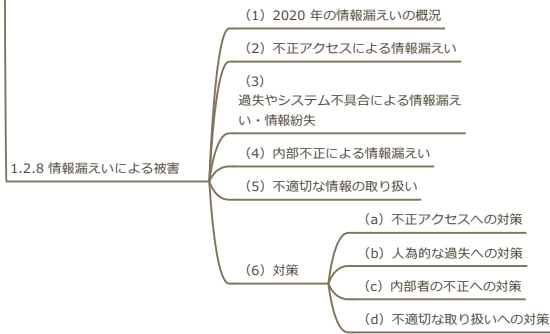 （1）2020 年の情報漏えいの概況
（2）不正アクセスによる情報漏えい
（3）
過失やシステム不具合による情報漏え
い・情報紛失
（4）内部不正による情報漏えい
1.2.8 情報漏えいによる被害
（5）不適切な情報の取り扱い
（6）対策
（a）不正アクセスへの対策
（b）人為的な過失への対策
（c）内部者の不正への対策
（d）不適切な取り扱いへの対策